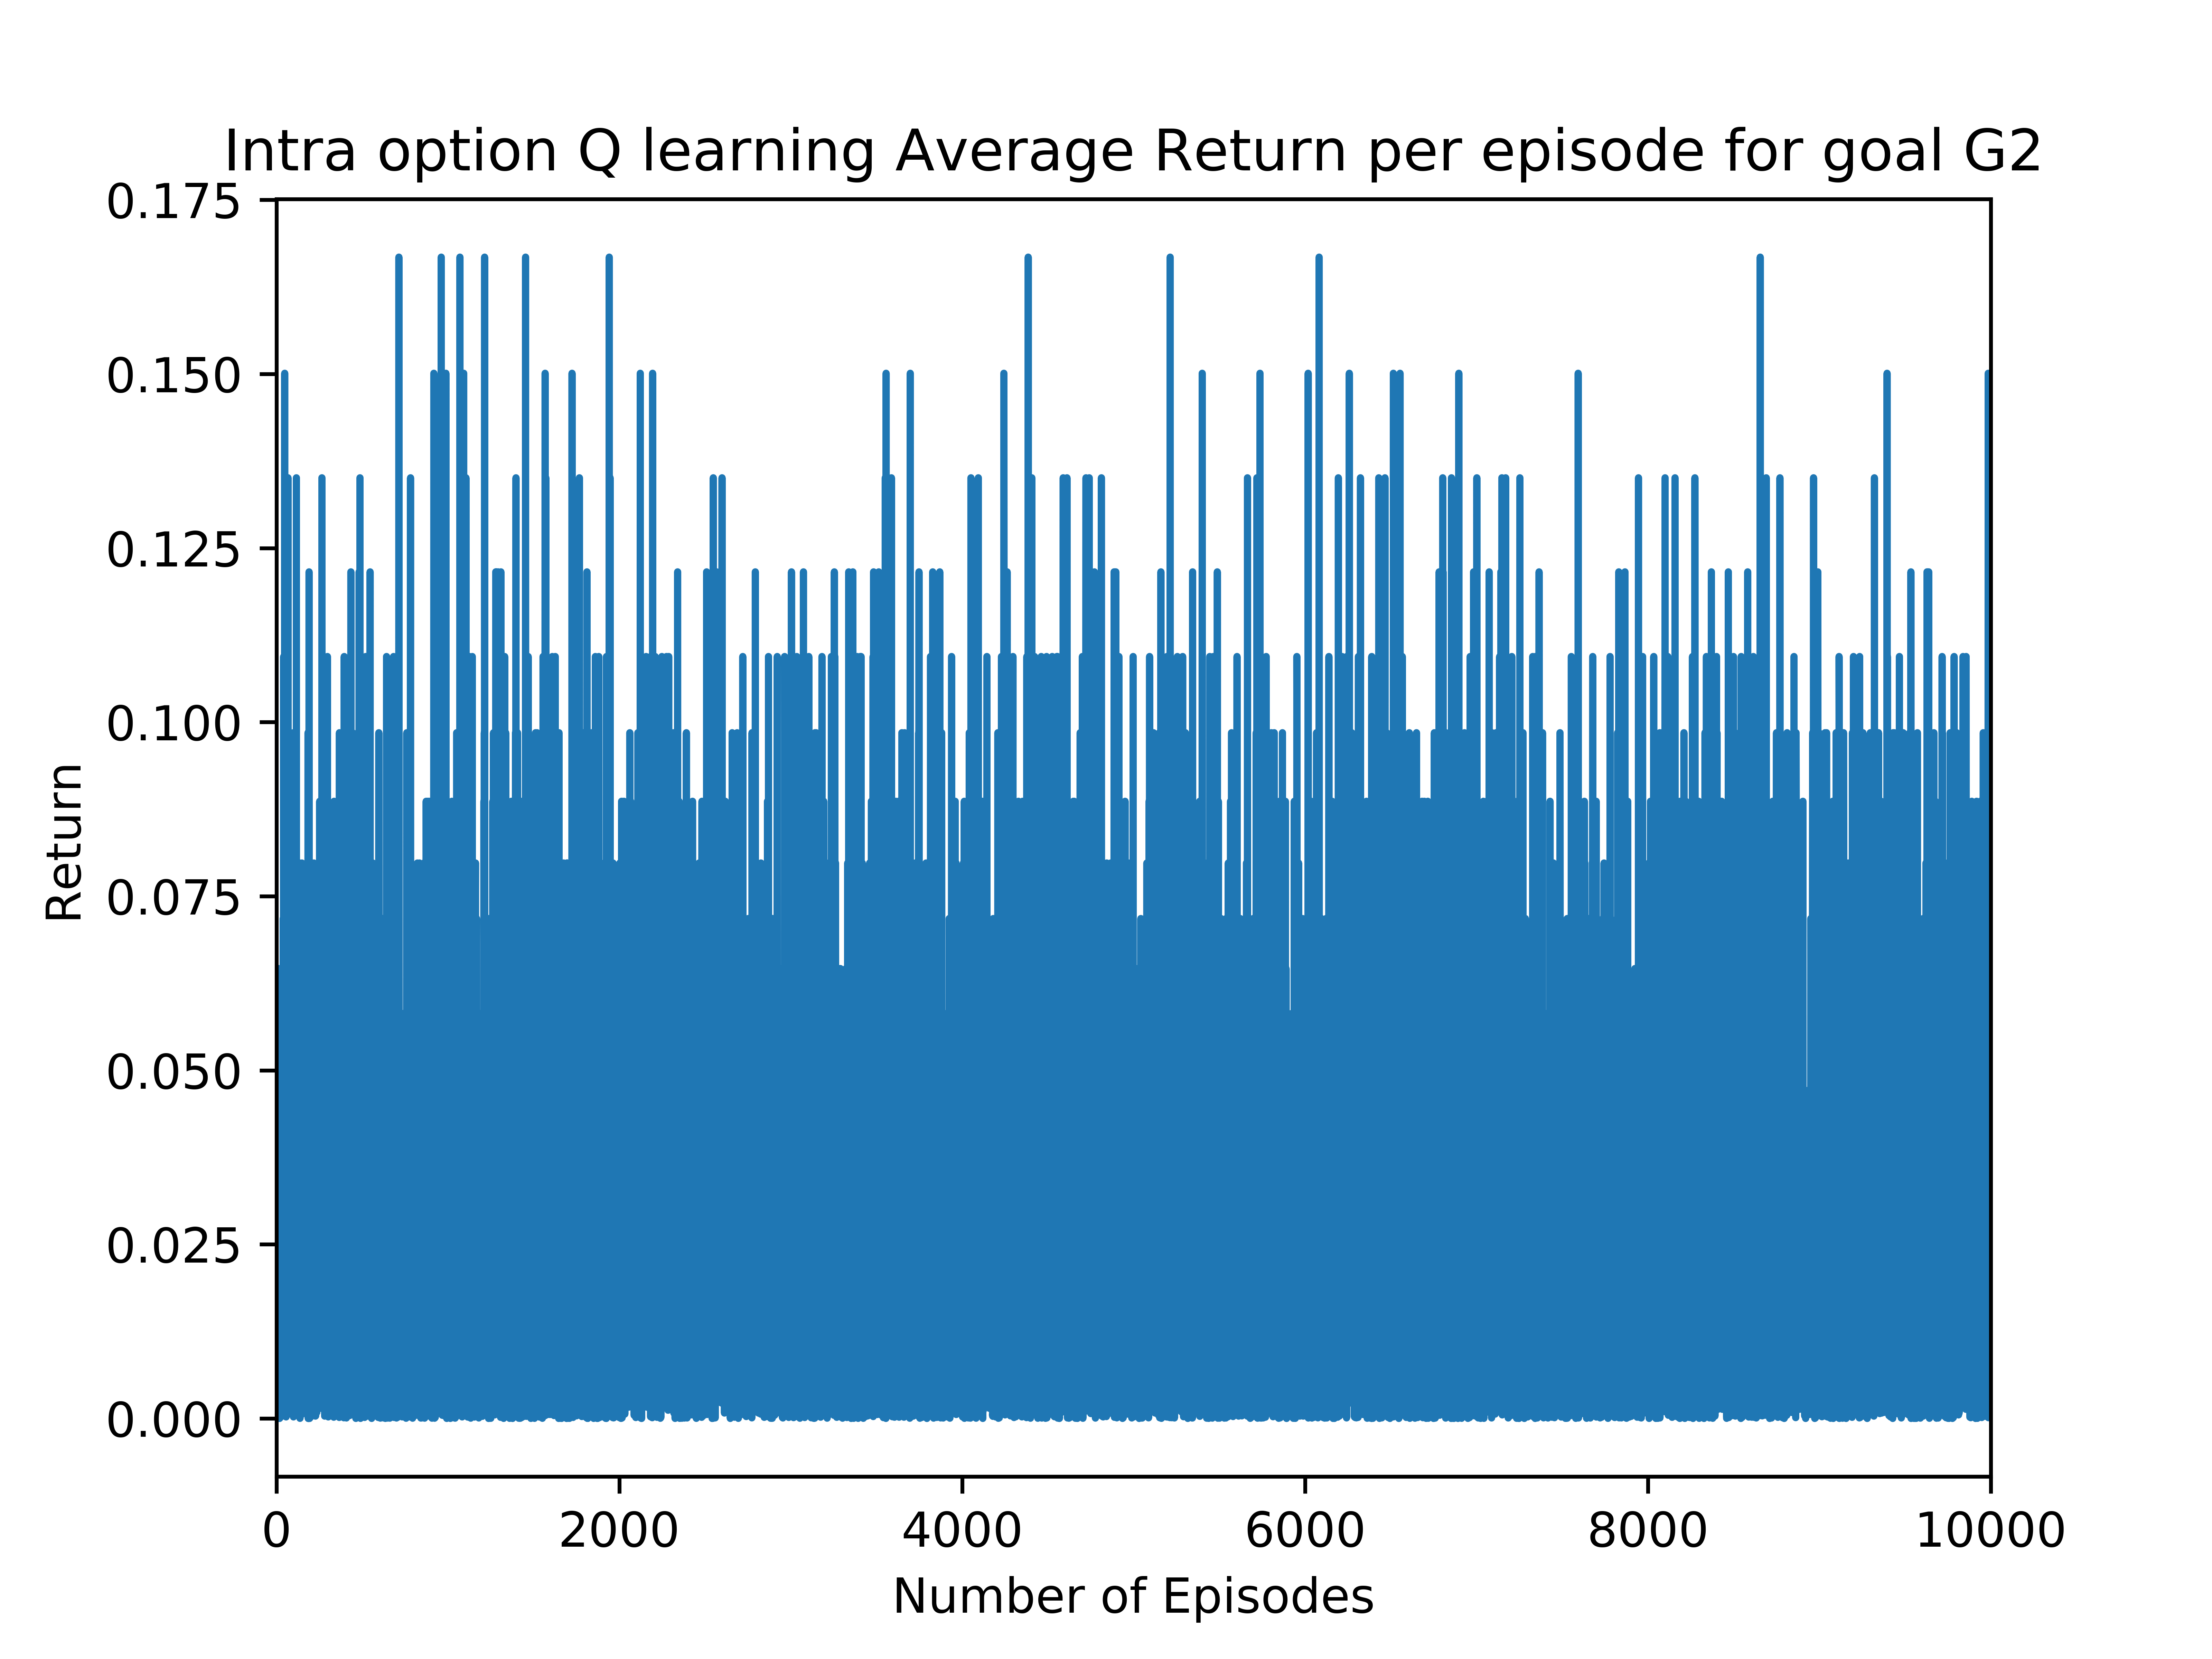 Intra option Q learning Average Return per episode for goal G2
0.175
0.150
0.125
0.100
0.075
0.050
0.025
0.000
Return
0 2000 4000 6000 8000 10000
Number of Episodes